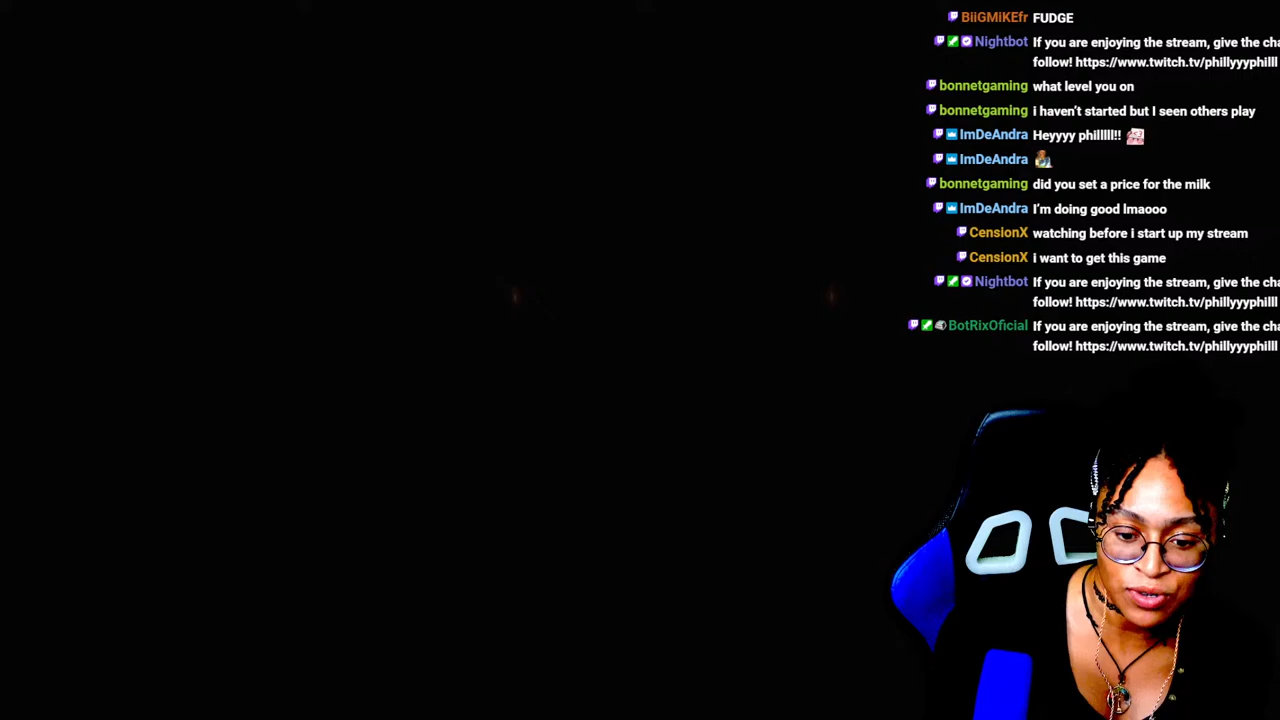 BiiGMiKEfr FUDGE
Nightbot If you are enjoying the stream, give the cha
follow! https://www.twitch.tv/phillyyyphilll
bonnetgaming what level you on
bonnetgaming i haven't started but I seen others play
ImDeAndra Heyyyy phillllll!!
ImDeAndra
bonnetgaming did you set a price for the milk
ImDeAndra I'm doing good lmaooo
CensionX watching before i start up my stream
CensionX i want to get this game
Nightbot If you are enjoying the stream, give the cha
follow! https://www.twitch.tv/phillyyyphilll
BotRixOficial If you are enjoying the stream, give the cha
follow! https://www.twitch.tv/phillyyyphilll